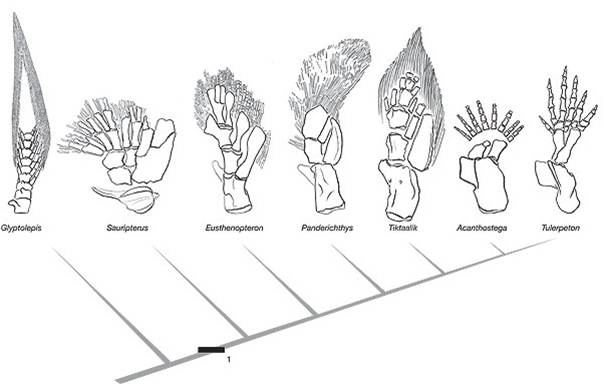 Glyptolepis Sauripterus Eusthenopteron Panderichthys Tiktaalik Acanthostega Tulerpeton
1